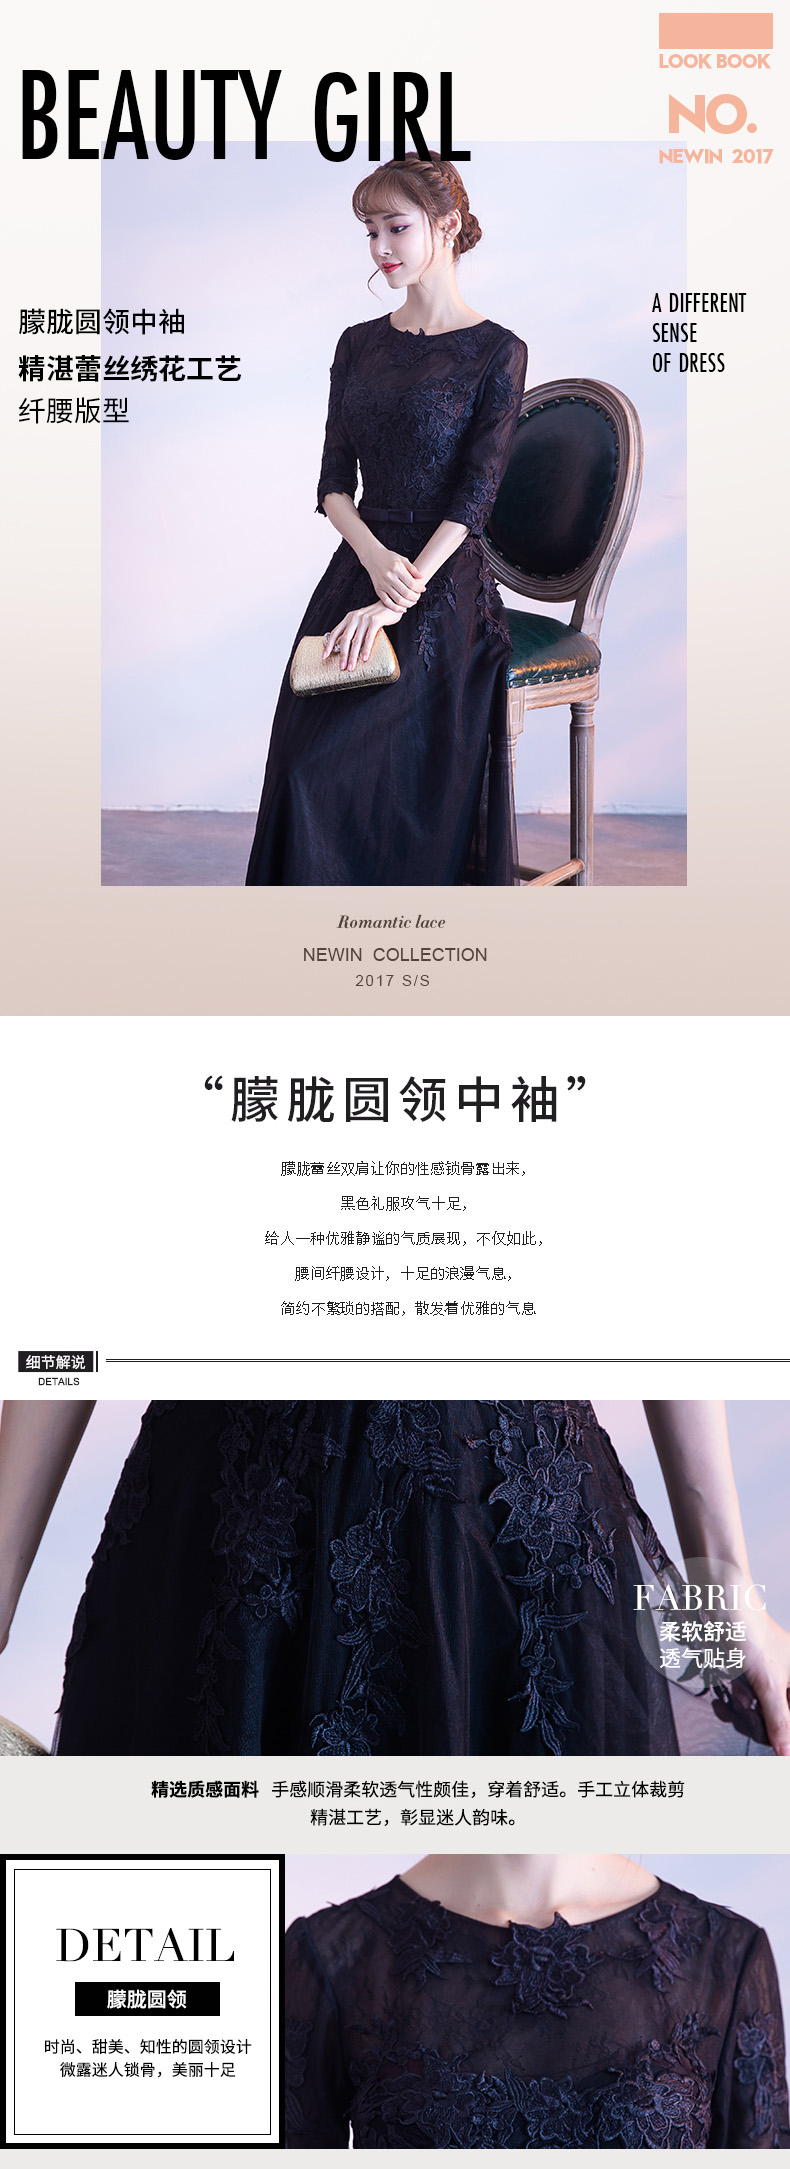 LOOK BOOK
BEAUTY GIRL
NO.
NEWIN 2017
A DIFFERENT
SENSE
OF DRESS
朦胧圆领中袖
精湛蕾丝绣花工艺
纤腰版型
Romantic lace
NEWIN COLLECTION
2017 S/S
“朦胧圆领中袖”
朦胧蕾丝双肩让你的性感锁骨露出来，
黑色礼服攻气十足，
给人一种优雅静谧的气质展现，不仅如此，
腰间纤腰设计，十足的浪漫气息，
简约不繁琐的搭配，散发着优雅的气息
细节解说
DETAILS
FABRIC
柔软舒适
透气贴身
精选质感面料 手感顺滑柔软透气性颇佳，穿着舒适。手工立体裁剪
精湛工艺，彰显迷人韵味。
DETAIL
朦胧圆领
时尚、甜美、知性的圆领设计
微露迷人锁骨，美丽十足